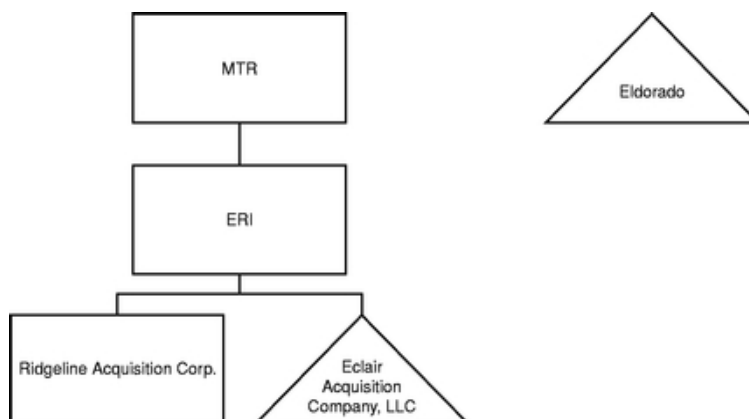 MTR
Eldorado
ERI
Ridgeline Acquisition Corp.
Eclair
Acquisition
Company, LLC